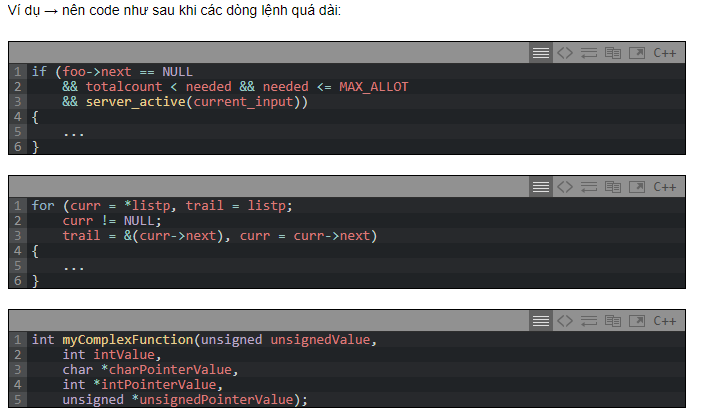 Ví dụ → nên code như sau khi các dòng lệnh quá dài:
C++
1 if (foo->next == NULL
2     && totalcount < needed && needed <= MAX_ALLOT
3     && server_active(current_input))
4 {
5     ...
6 }
C++
1 for (curr = *listp, trail = listp;
2     curr != NULL;
3     trail = &(curr->next), curr = curr->next)
4 {
5     ...
6 }
C++
1 int myComplexFunction(unsigned unsignedValue,
2     int intValue,
3     char *charPointerValue,
4     int *intPointerValue,
5     unsigned *unsignedPointerValue);